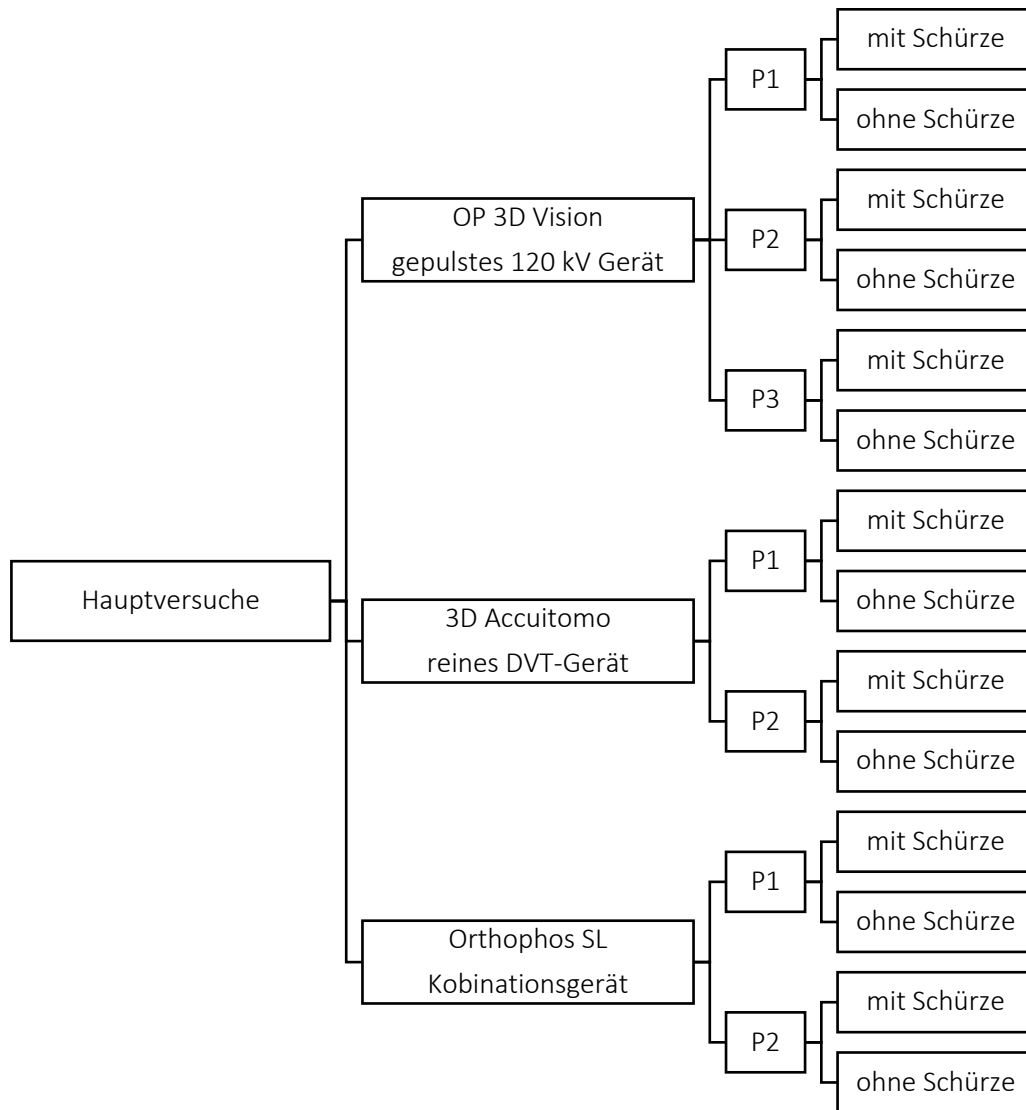 Hauptversuche
OP 3D Vision
gepulstes 120 kV Gerät
P1
mit Schürze
ohne Schürze
P2
mit Schürze
ohne Schürze
P3
mit Schürze
ohne Schürze
3D Accuitomo
reines DVT-Gerät
P1
mit Schürze
ohne Schürze
P2
mit Schürze
ohne Schürze
Orthophos SL
Kobinationsgerät
P1
mit Schürze
ohne Schürze
P2
mit Schürze
ohne Schürze